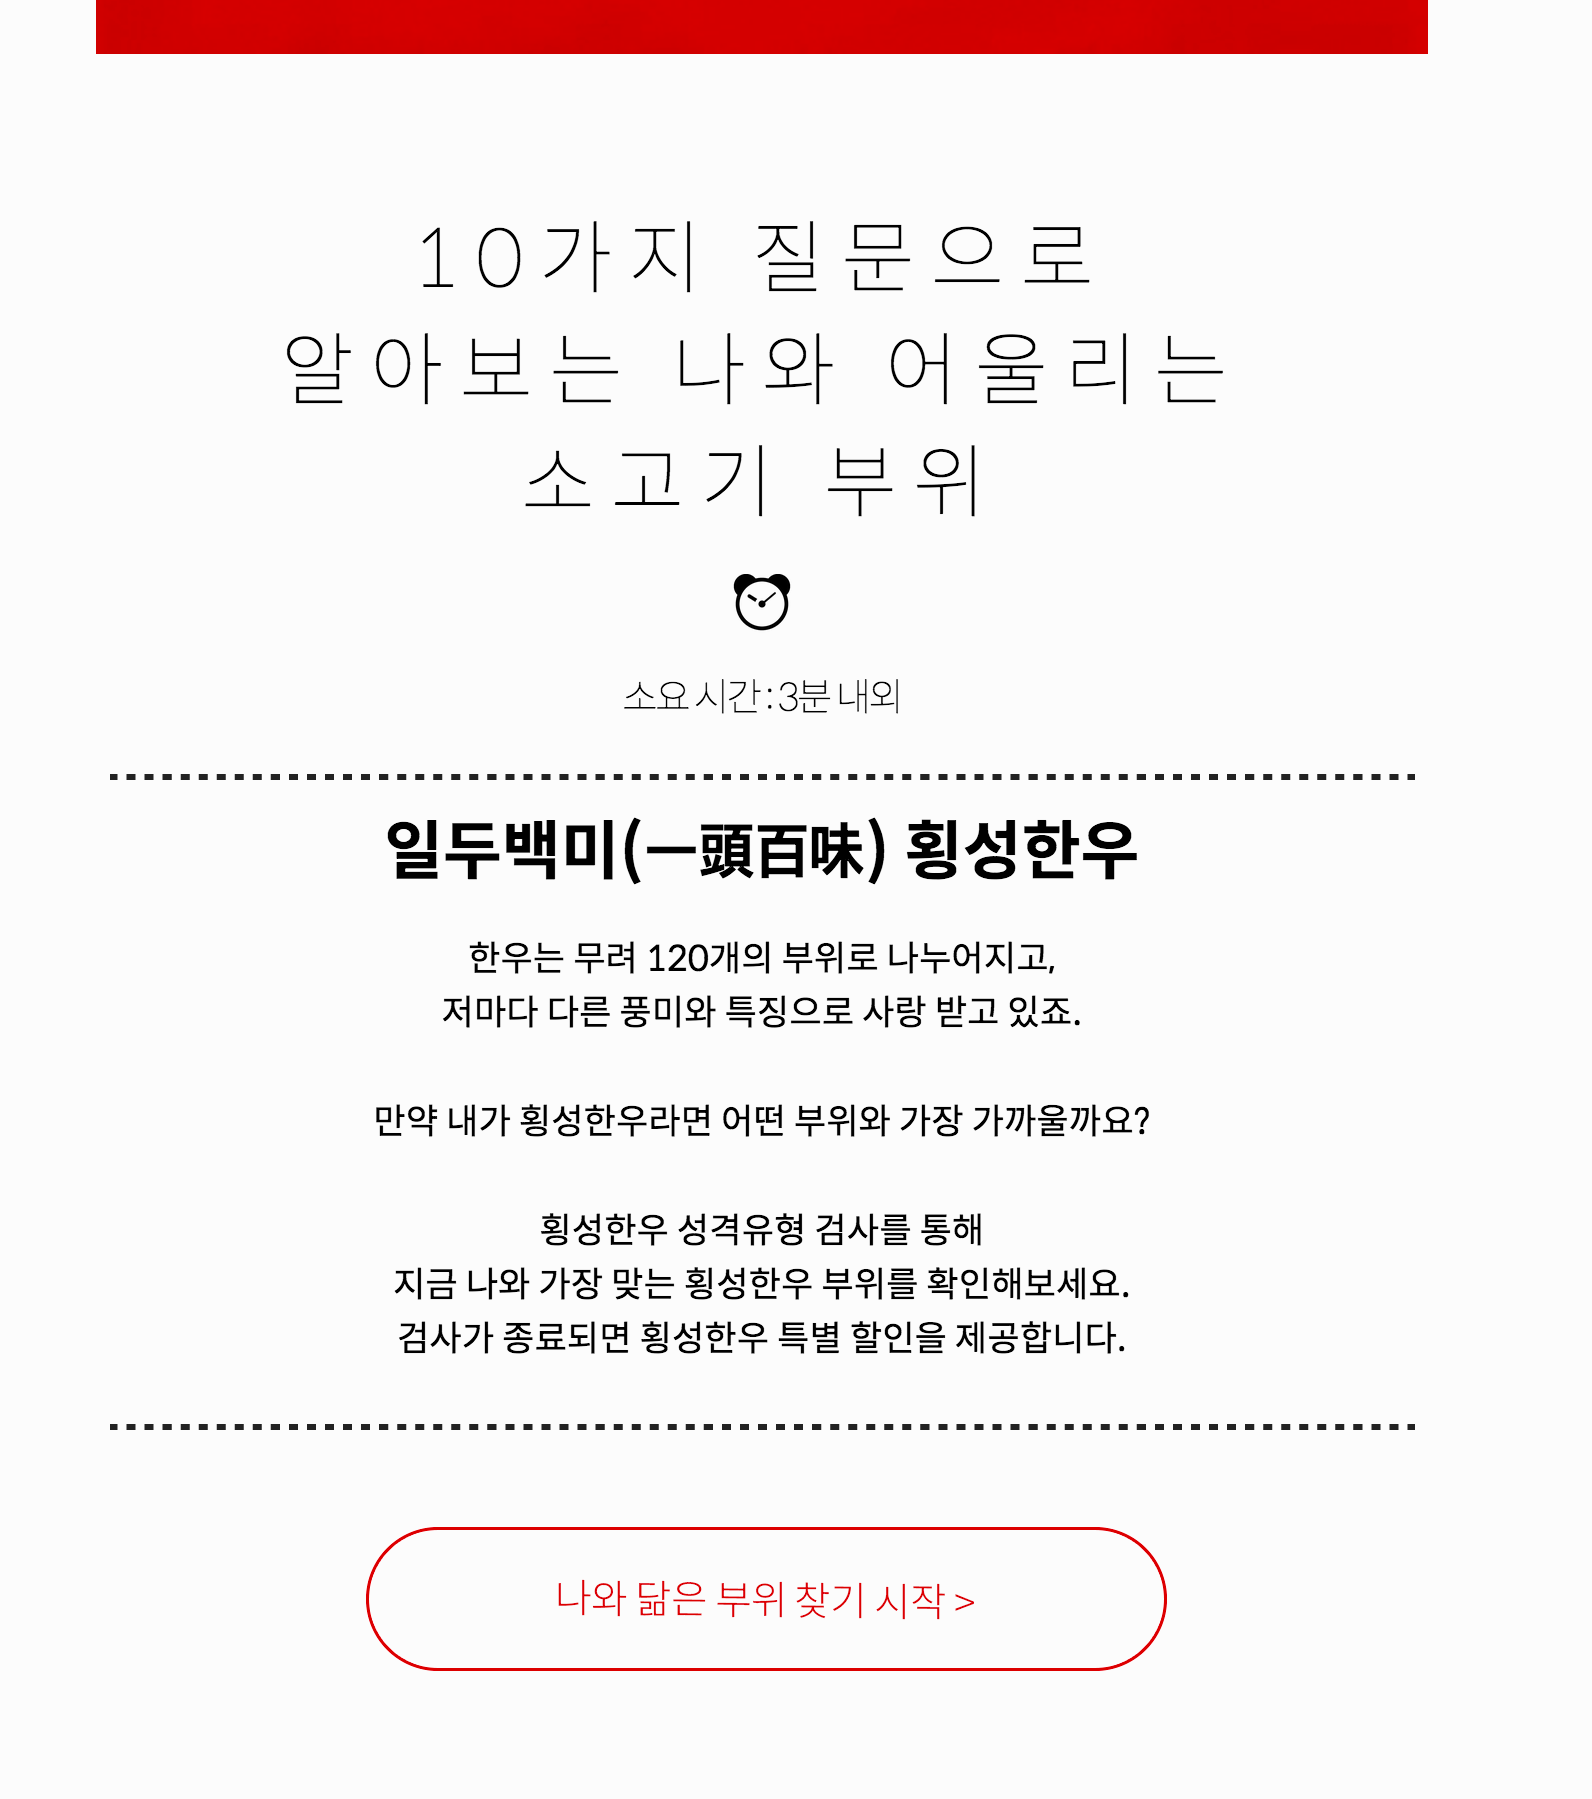 10가지 질문으로
알아보는 나와 어울리는
소고기 부위
소요 시간 : 3분 내외
일두백미(一頭百味) 횡성한우
한우는 무려 120개의 부위로 나누어지고,
저마다 다른 풍미와 특징으로 사랑 받고 있죠.
만약 내가 횡성한우라면 어떤 부위와 가장 가까울까요?
횡성한우 성격유형 검사를 통해
지금 나와 가장 맞는 횡성한우 부위를 확인해보세요.
검사가 종료되면 횡성한우 특별 할인을 제공합니다.
나와 닮은 부위 찾기 시작 >